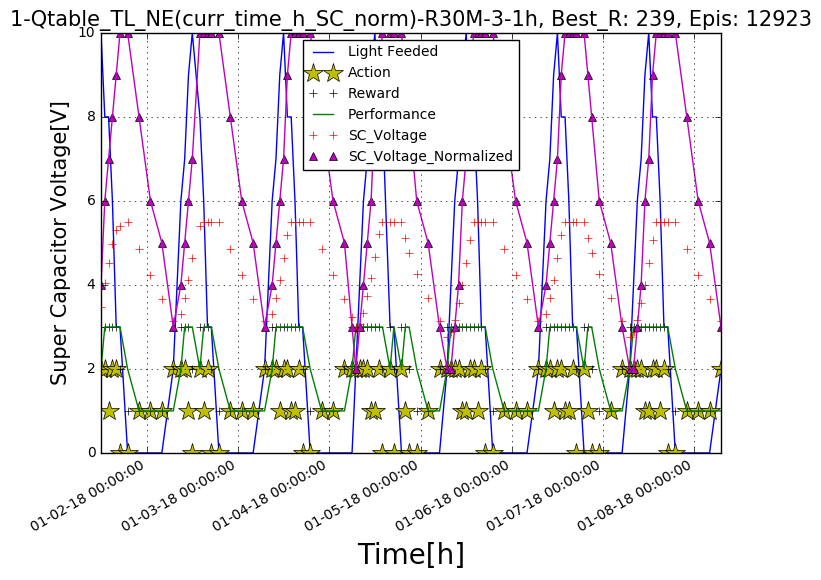 1-Qtable_TL_NE(curr_time_h_SC_norm)-R30M-3-1h, Best_R: 239, Epis: 12923
Super Capacitor Voltage[V]
10
8
6
4
2
0
Light Feeded
Action
Reward
Performance
SC_Voltage
SC_Voltage_Normalized
01-02-18 00:00:00
01-03-18 00:00:00
01-04-18 00:00:00
01-05-18 00:00:00
01-06-18 00:00:00
01-07-18 00:00:00
01-08-18 00:00:00
Time[h]